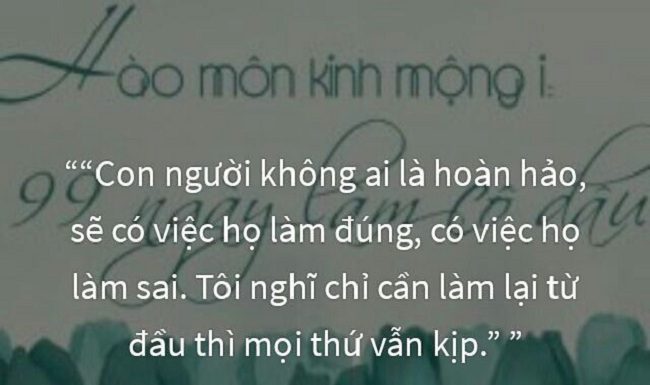 Hào môn kinh mộng i:
99 ngày làm cô dâu
““Con người không ai là hoàn hảo,
sẽ có việc họ làm đúng, có việc họ
làm sai. Tôi nghĩ chỉ cần làm lại từ
đầu thì mọi thứ vẫn kịp.” ”